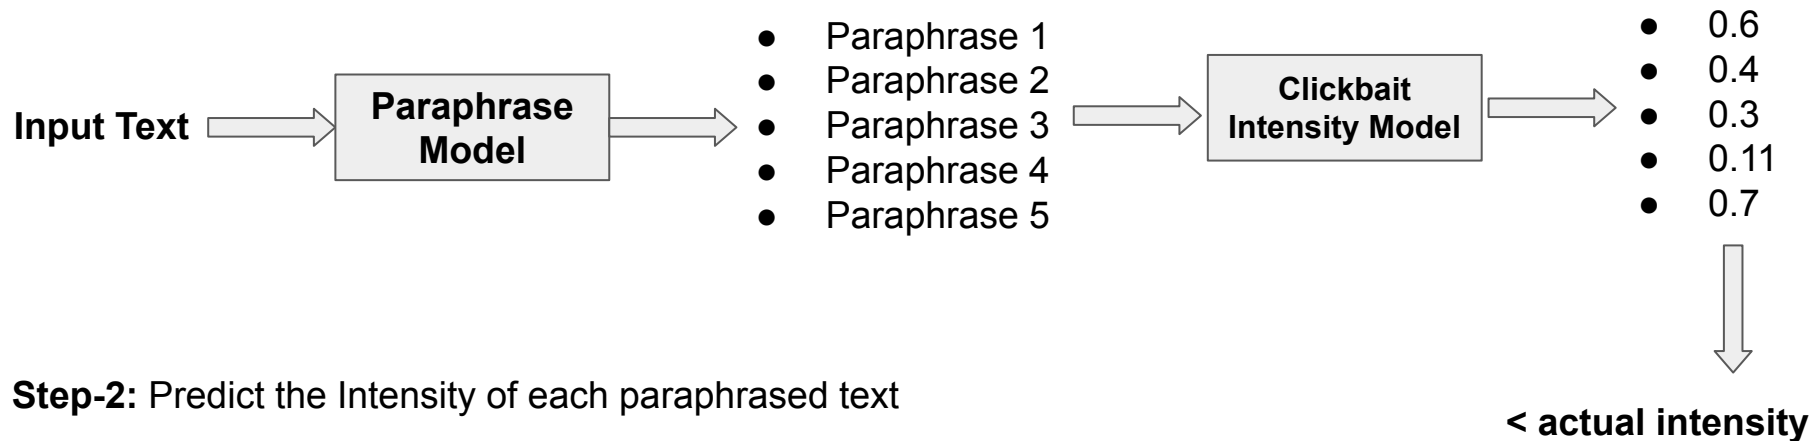 Input Text
Paraphrase
Model
● Paraphrase 1
● Paraphrase 2
● Paraphrase 3
● Paraphrase 4
● Paraphrase 5
Clickbait
Intensity Model
● 0.6
● 0.4
● 0.3
● 0.11
● 0.7
Step-2: Predict the Intensity of each paraphrased text
< actual intensity